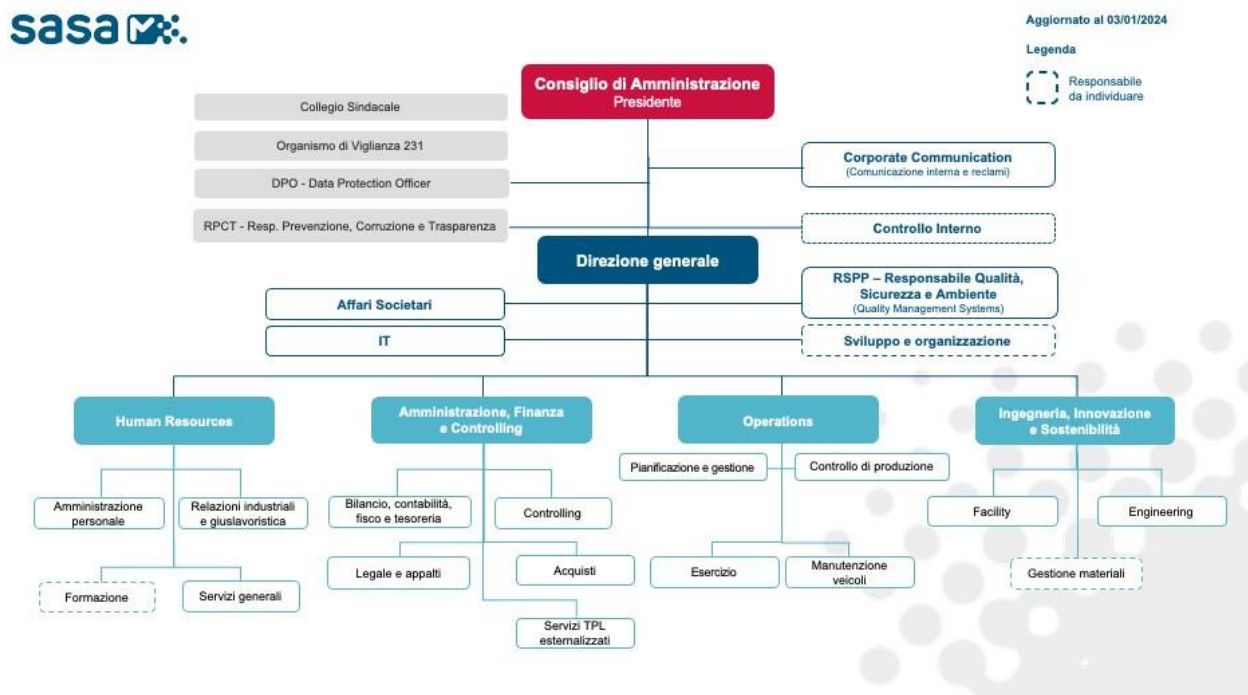 sasa
Aggiornato al 03/01/2024
Legenda
Responsabile
da individuare
Consiglio di Amministrazione
Presidente
Collegio Sindacale
Organismo di Viglianza 231
DPO - Data Protection Officer
RPCT - Resp. Prevenzione, Corruzione e Trasparenza
Corporate Communication
(Comunicazione interna e reclami)
Controllo Interno
Direzione generale
Affari Societari
IT
RSPP – Responsabile Qualità,
Sicurezza e Ambiente
(Quality Management Systems)
Sviluppo e organizzazione
Human Resources
Amministrazione, Finanza
e Controlling
Operations
Ingegneria, Innovazione
e Sostenibilità
Amministrazione
personale
Relazioni industriali
e giuslavoristica
Formazione
Servizi generali
Bilancio, contabilità,
fisco e tesoreria
Controlling
Legale e appalti
Acquisti
Servizi TPL
esternalizzati
Pianificazione e gestione
Controllo di produzione
Esercizio
Manutenzione
veicoli
Facility
Engineering
Gestione materiali